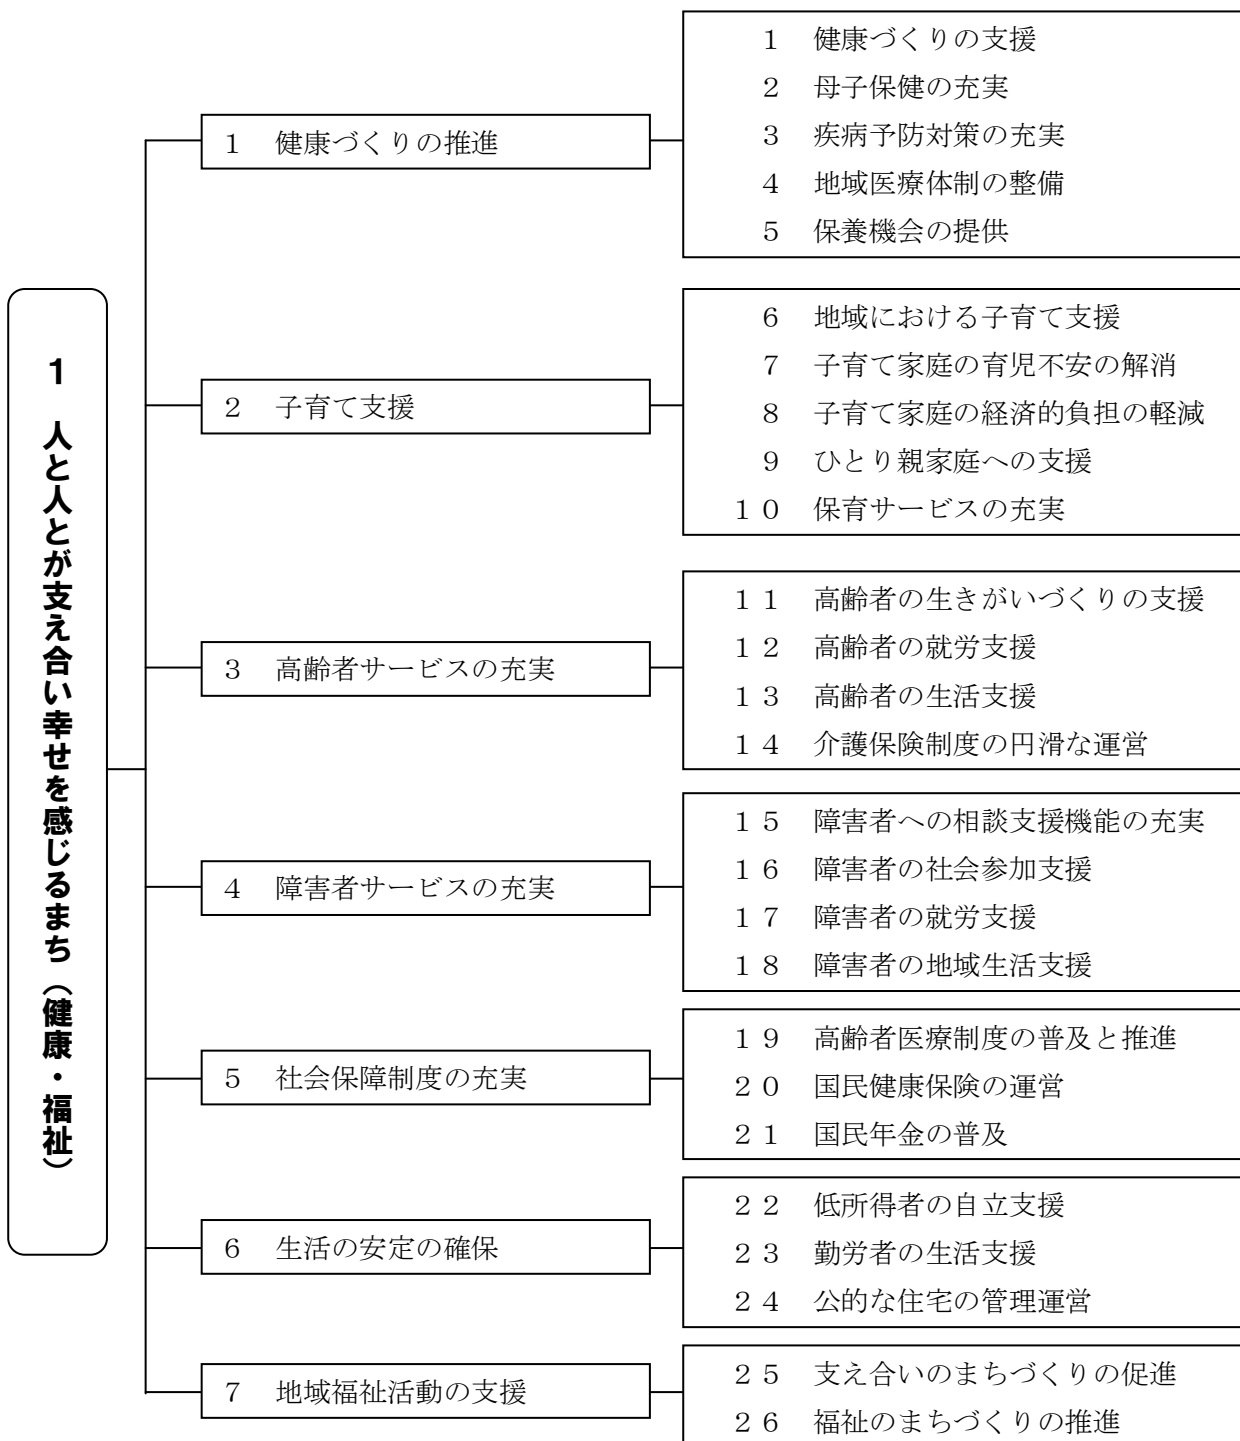 1 人と人とが支え合い幸せを感じるまち（健康・福祉）
１ 健康づくりの推進
１ 健康づくりの支援
２ 母子保健の充実
３ 疾病予防対策の充実
４ 地域医療体制の整備
５ 保養機会の提供
２ 子育て支援
６ 地域における子育て支援
７ 子育て家庭の育児不安の解消
８ 子育て家庭の経済的負担の軽減
９ ひとり親家庭への支援
１０ 保育サービスの充実
３ 高齢者サービスの充実
１１ 高齢者の生きがいづくりの支援
１２ 高齢者の就労支援
１３ 高齢者の生活支援
１４ 介護保険制度の円滑な運営
４ 障害者サービスの充実
１５ 障害者への相談支援機能の充実
１６ 障害者の社会参加支援
１７ 障害者の就労支援
１８ 障害者の地域生活支援
５ 社会保障制度の充実
１９ 高齢者医療制度の普及と推進
２０ 国民健康保険の運営
２１ 国民年金の普及
６ 生活の安定の確保
２２ 低所得者の自立支援
２３ 勤労者の生活支援
２４ 公的な住宅の管理運営
７ 地域福祉活動の支援
２５ 支え合いのまちづくりの促進
２６ 福祉のまちづくりの推進